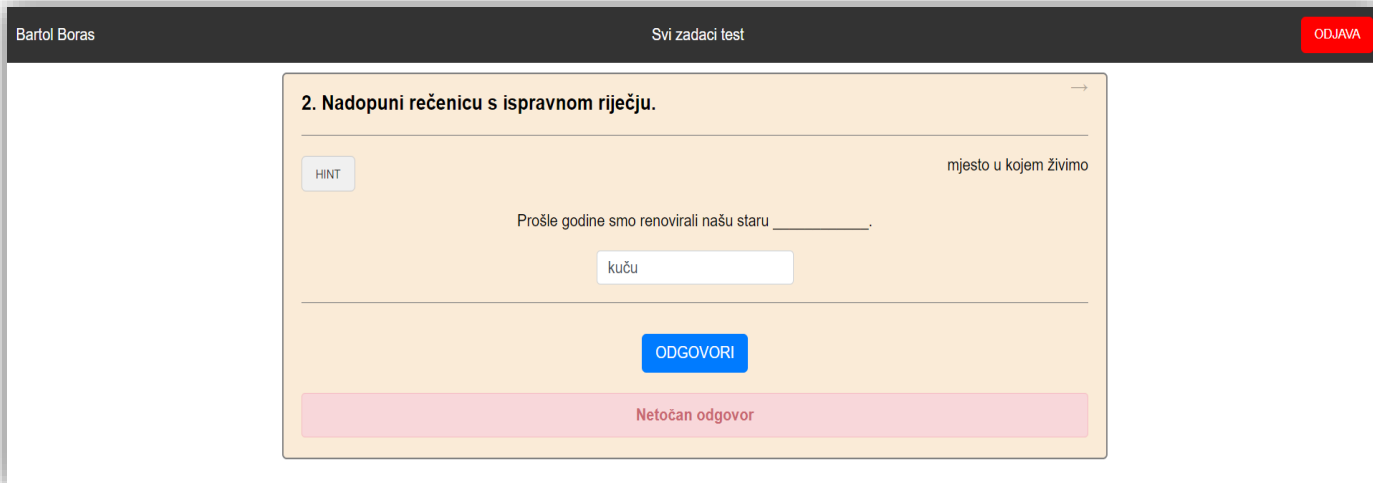 Bartol Boras
Svi zadaci test
ODJAVA
2. Nadopuni rečenicu s ispravnom riječju.
→
HINT
mjesto u kojem živimo
Prošle godine smo renovirali našu staru ____________.
kuču
ODGOVORI
Netočan odgovor